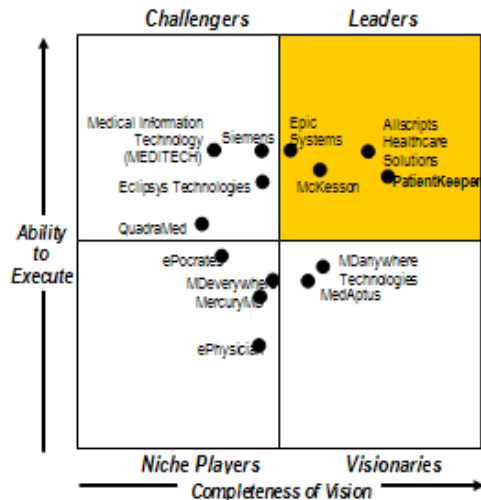 Challengers
Leaders
Medical Information
Technology
(MEDITECH)
Siemens
Epic
Systems
Allscripts
Healthcare
Solutions
Eclipsys Technologies
McKesson
PatientKeeper
QuadraMed
Ability
to
Execute
ePocrates
MDanywhere
Technologies
MDeverywhere
MercuryMD
MedAptus
ePhysician
Niche Players
Visionaries
Completeness of Vision